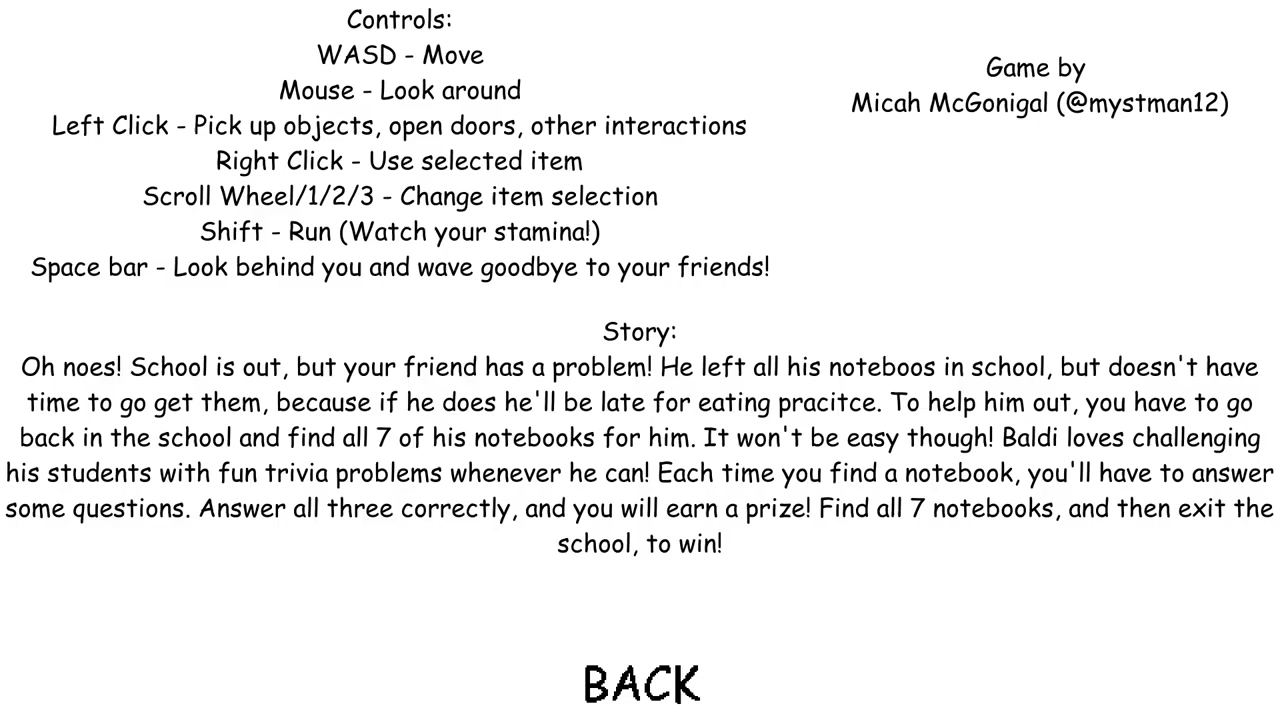 Controls:
WASD - Move
Mouse - Look around
Left Click - Pick up objects, open doors, other interactions
Right Click - Use selected item
Scroll Wheel/1/2/3 - Change item selection
Shift - Run (Watch your stamina!)
Space bar - Look behind you and wave goodbye to your friends!
Game by
Micah McGonigal (@mystman12)
Story:
Oh noes! School is out, but your friend has a problem! He left all his noteboos in school, but doesn't have
time to go get them, because if he does he'll be late for eating pracitce. To help him out, you have to go
back in the school and find all 7 of his notebooks for him. It won't be easy though! Baldi loves challenging
his students with fun trivia problems whenever he can! Each time you find a notebook, you'll have to answer
some questions. Answer all three correctly, and you will earn a prize! Find all 7 notebooks, and then exit the
school, to win!
BACK